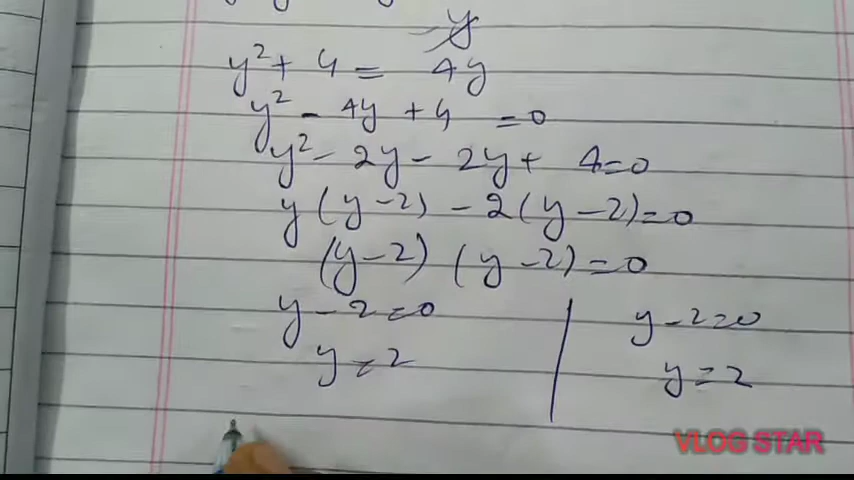 y
y² + 4 = 4y
y² - 4y + 4 = 0
y² - 2y - 2y + 4 = 0
y (y - 2) - 2 (y - 2) = 0
(y - 2) (y - 2) = 0
y - 2 = 0 | y - 2 = 0
y = 2 | y = 2
VLOG STAR